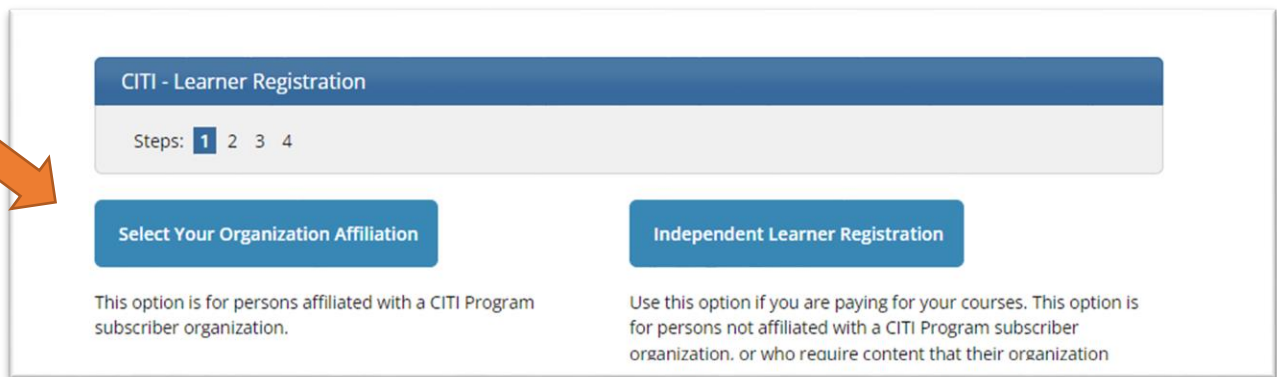 CITI - Learner Registration
Steps: 1 2 3 4
Select Your Organization Affiliation
This option is for persons affiliated with a CITI Program
subscriber organization.
Independent Learner Registration
Use this option if you are paying for your courses. This option is
for persons not affiliated with a CITI Program subscriber
organization, or who require content that their organization